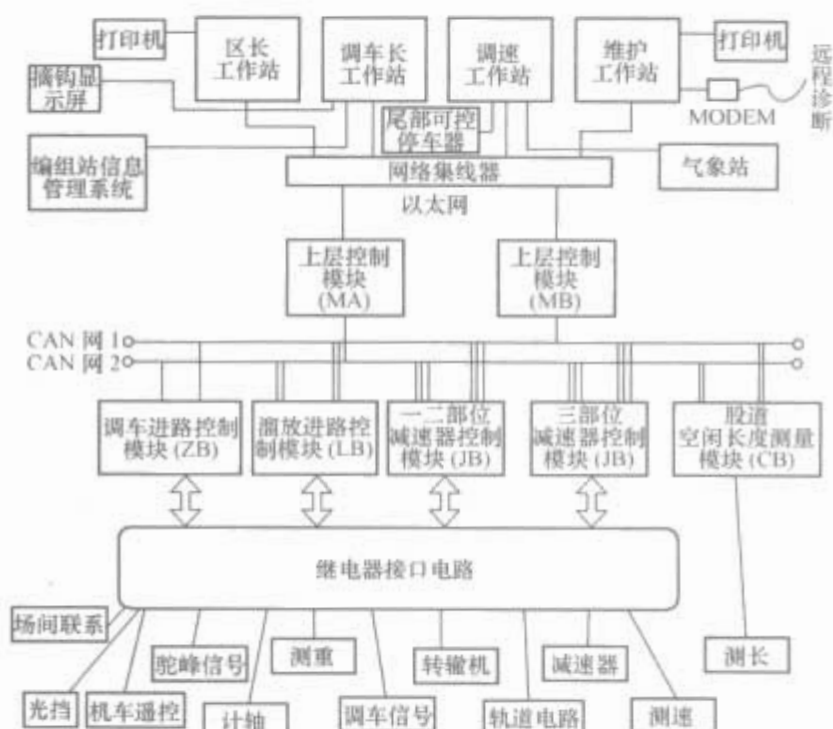 打印机
区长
工作站
调车长
工作站
调速
工作站
维护
工作站
打印机
远程诊断
摘钩显
示屏
MODEM
尾部可控
停车器
编组站信息
管理系统
网络集线器
气象站
以太网
上层控制
模块
(MA)
上层控制
模块
(MB)
CAN 网 1
CAN 网 2
调车进路控制
模块 (ZB)
溜放进路控
制模块 (LB)
一二部位
减速器控制
模块 (JB)
三部位
减速器控制
模块 (JB)
股道
空闲长度测量
模块 (CB)
继电器接口电路
场间联系
驼峰信号
测重
转辙机
减速器
测长
光挡
机车遥控
计轴
调车信号
轨道电路
测速